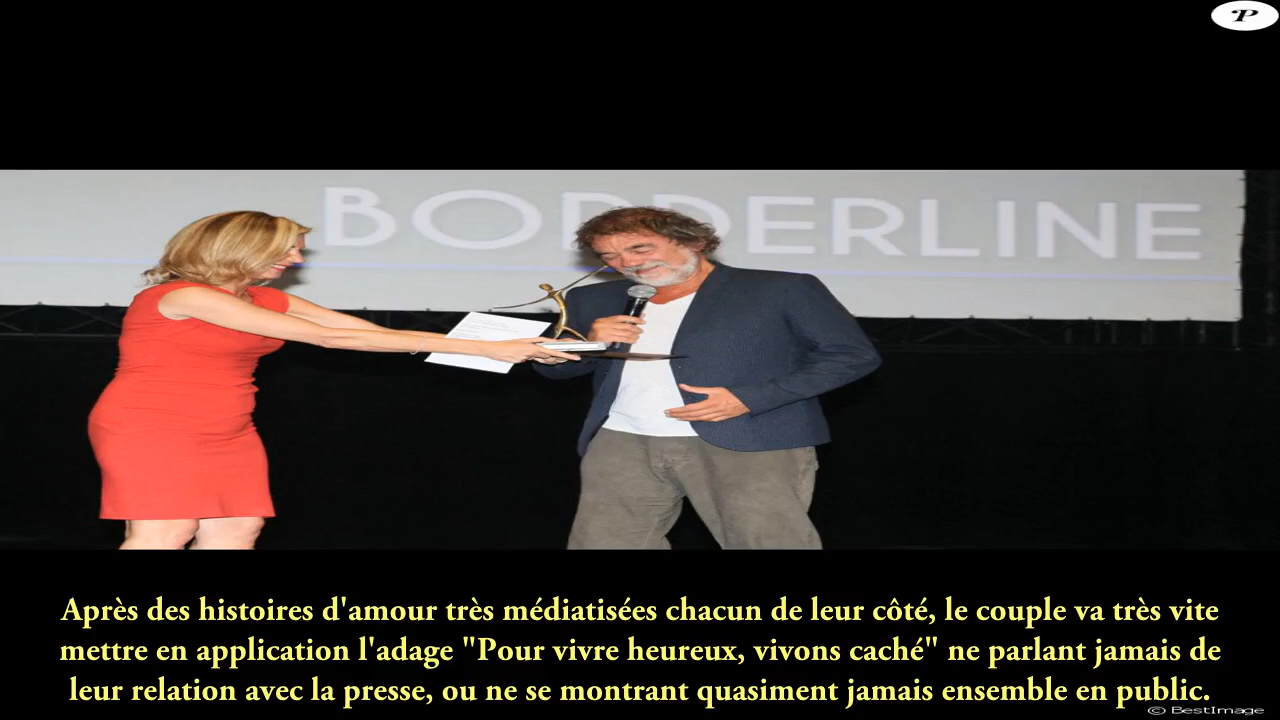 P
BORDERLINE
Après des histoires d'amour très médiatisées chacun de leur côté, le couple va très vite
mettre en application l'adage "Pour vivre heureux, vivons caché" ne parlant jamais de
leur relation avec la presse, ou ne se montrant quasiment jamais ensemble en public.
© BestImage